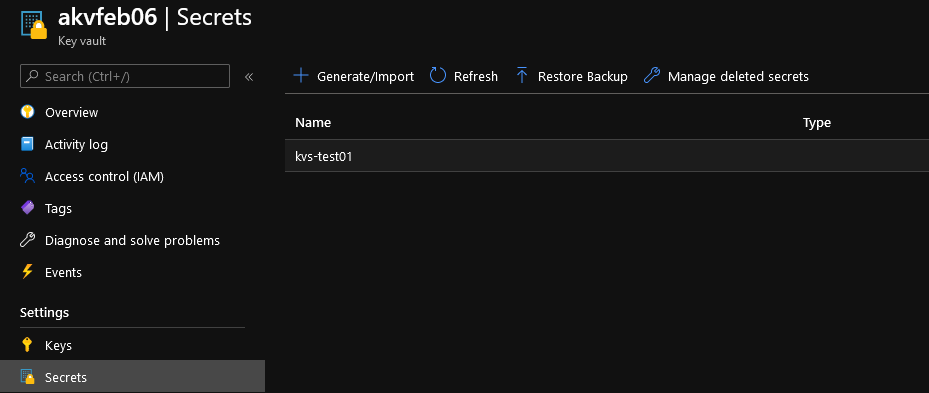 akvfeb06 | Secrets
Key vault
Search (Ctrl+/)
«
Overview
Activity log
Access control (IAM)
Tags
Diagnose and solve problems
Events
Settings
Keys
Secrets
Generate/Import Refresh Restore Backup Manage deleted secrets
Name Type
kvs-test01